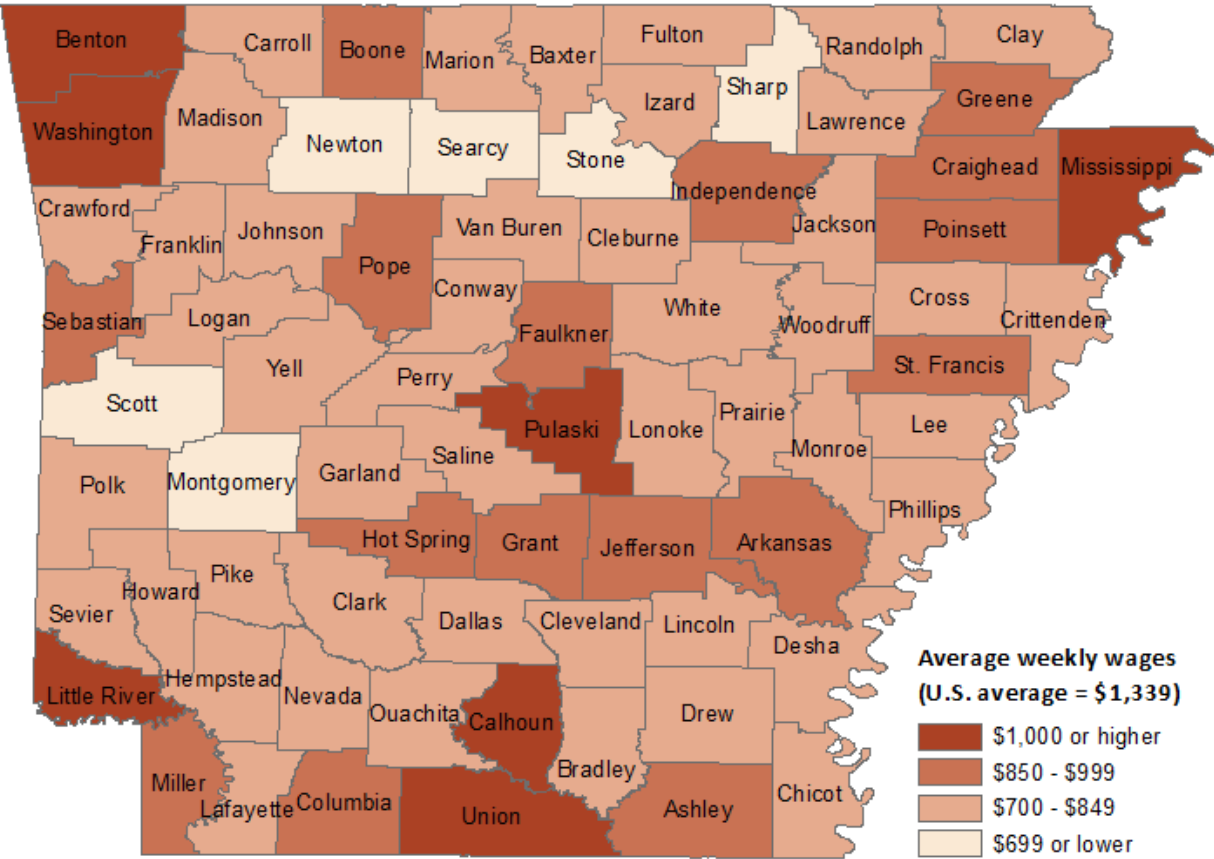 Benton
Carroll
Boone
Marion
Baxter
Fulton
Sharp
Randolph
Clay
Izard
Greene
Washington
Madison
Newton
Searcy
Stone
Lawrence
Independence
Craighead
Mississippi
Crawford
Franklin
Johnson
Van Buren
Cleburne
Jackson
Poinsett
Pope
Sebastian
Logan
Conway
Faulkner
White
Woodruff
Cross
Crittenden
Yell
Perry
St. Francis
Scott
Pulaski
Lonoke
Prairie
Monroe
Lee
Polk
Montgomery
Garland
Saline
Phillips
Hot Spring
Grant
Jefferson
Arkansas
Sevier
Howard
Pike
Clark
Dallas
Cleveland
Lincoln
Desha
Little River
Hempstead
Nevada
Ouachita
Calhoun
Drew
Miller
Lafayette
Columbia
Union
Bradley
Ashley
Chicot
Average weekly wages
(U.S. average = $1,339)
$1,000 or higher
$850 - $999
$700 - $849
$699 or lower